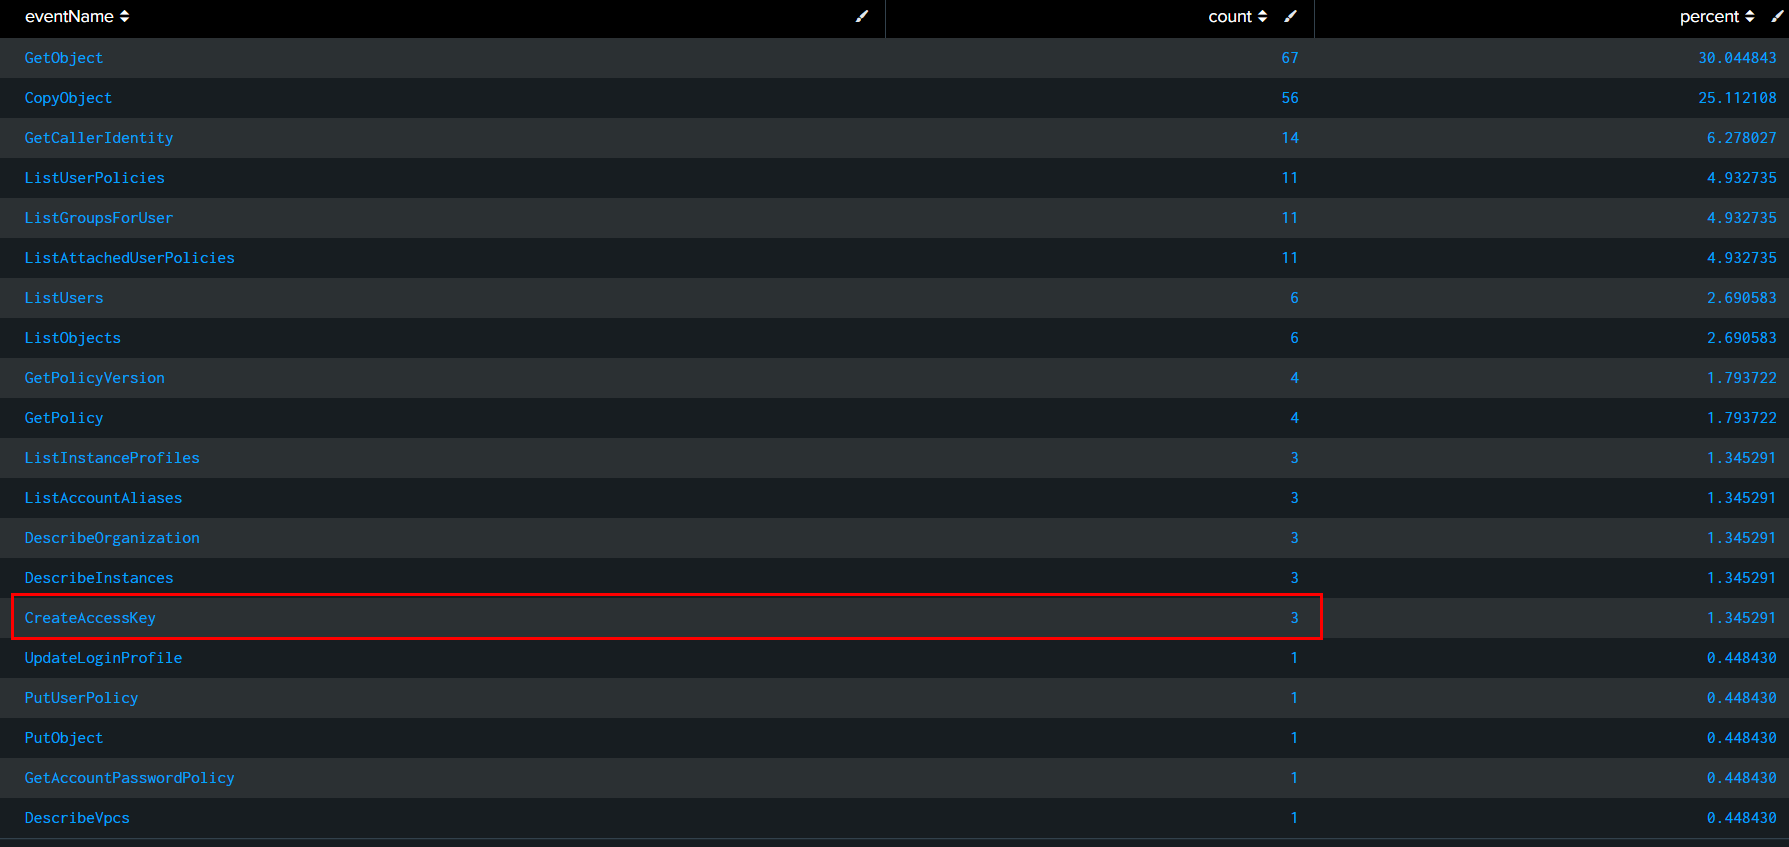 eventName count percent
GetObject 67 30.044843
CopyObject 56 25.112108
GetCallerIdentity 14 6.278027
ListUserPolicies 11 4.932735
ListGroupsForUser 11 4.932735
ListAttachedUserPolicies 11 4.932735
ListUsers 6 2.690583
ListObjects 6 2.690583
GetPolicyVersion 4 1.793722
GetPolicy 4 1.793722
ListInstanceProfiles 3 1.345291
ListAccountAliases 3 1.345291
DescribeOrganization 3 1.345291
DescribeInstances 3 1.345291
CreateAccessKey 3 1.345291
UpdateLoginProfile 1 0.448430
PutUserPolicy 1 0.448430
PutObject 1 0.448430
GetAccountPasswordPolicy 1 0.448430
DescribeVpcs 1 0.448430